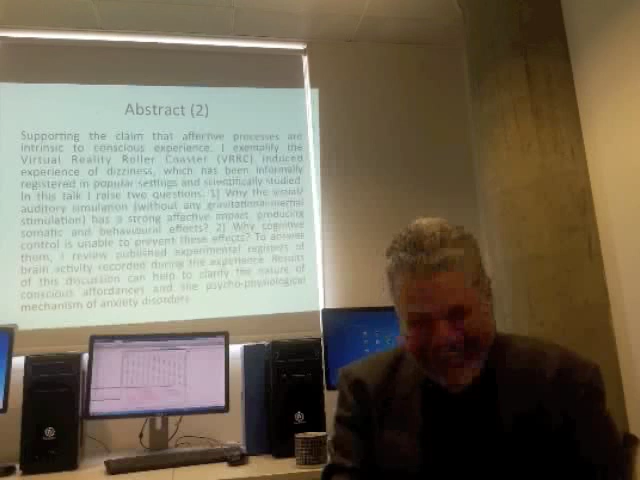 Abstract (2)
Supporting the claim that affective processes are
intrinsic to conscious experience. I exemplify the
Virtual Reality Roller Coaster (VRRC) induced
experience of dizziness, which has been informally
registered in popular settings and scientifically studied.
In this talk I raise two questions. 1] Why the visual/
auditory simulation (without any gravitational/inertial
stimulation) has a strong affective impact, producing
somatic and behavioural effects? 2] Why cognitive
control is unable to prevent these effects? To answer
them, I review published experimental registers of
brain activity recorded during the experience. Results
of this discussion can help to clarify the nature of
conscious affordances and the psycho-physiological
mechanism of anxiety disorders